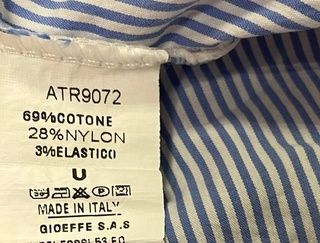 ATR9072
69%COTONE
28%NYLON
3%ELASTICO
U
MADE IN ITALY
GIOEFFE S.A.S